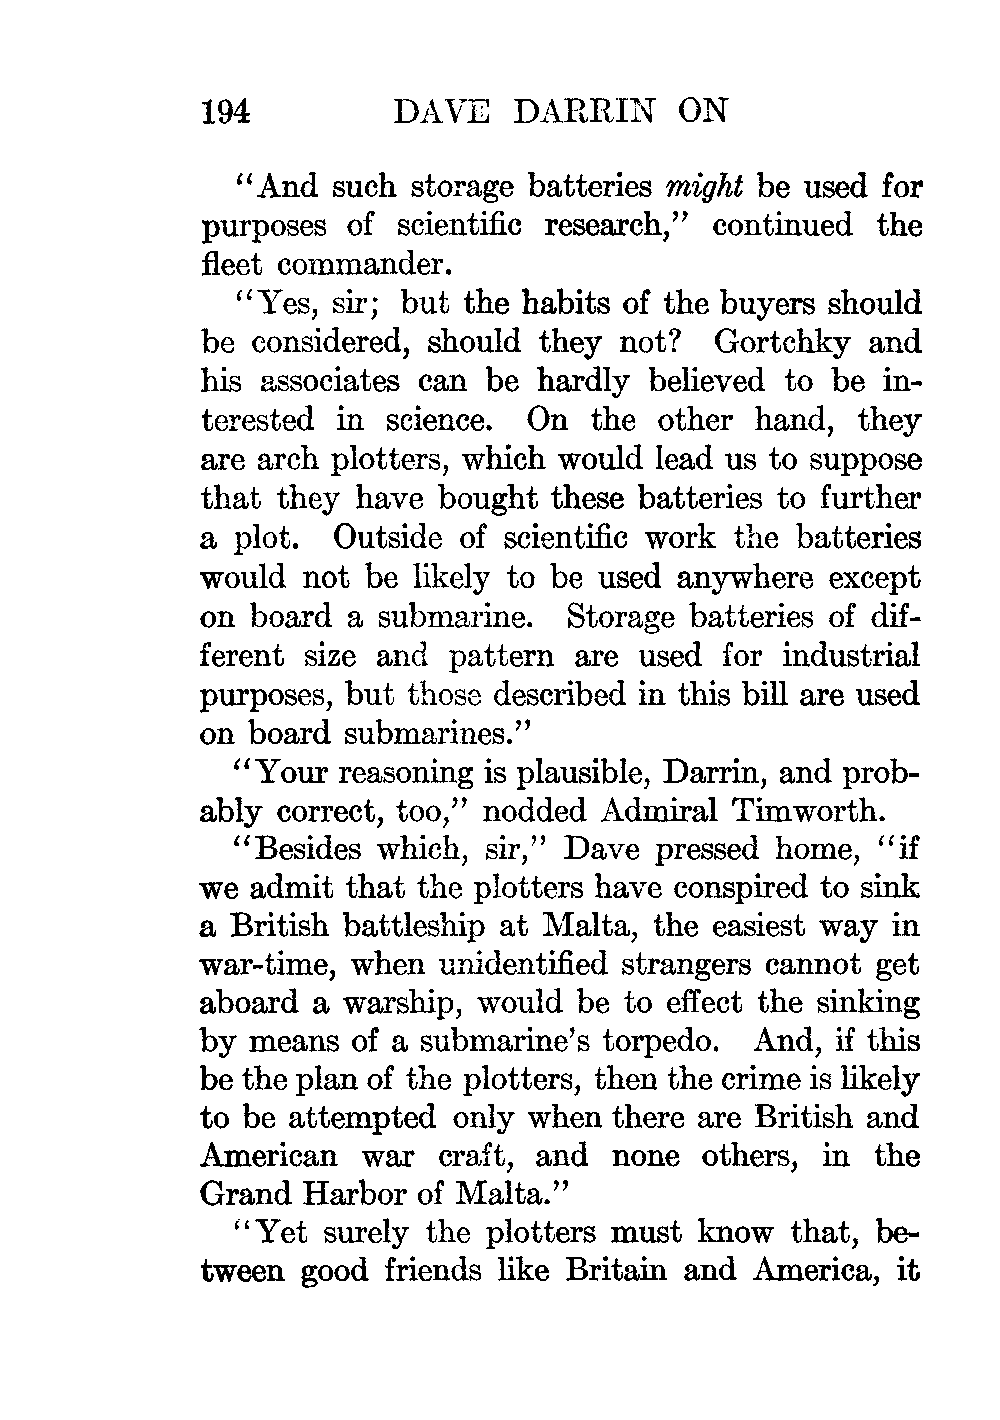 194 DAVE DARRIN ON
“And such storage batteries might be used for
purposes of scientific research,” continued the
fleet commander.
“Yes, sir; but the habits of the buyers should
be considered, should they not? Gortchky and
his associates can be hardly believed to be in-
terested in science. On the other hand, they
are arch plotters, which would lead us to suppose
that they have bought these batteries to further
a plot. Outside of scientific work the batteries
would not be likely to be used anywhere except
on board a submarine. Storage batteries of dif-
ferent size and pattern are used for industrial
purposes, but those described in this bill are used
on board submarines.”
“Your reasoning is plausible, Darrin, and prob-
ably correct, too,” nodded Admiral Timworth.
“Besides which, sir,” Dave pressed home, “if
we admit that the plotters have conspired to sink
a British battleship at Malta, the easiest way in
war-time, when unidentified strangers cannot get
aboard a warship, would be to effect the sinking
by means of a submarine’s torpedo. And, if this
be the plan of the plotters, then the crime is likely
to be attempted only when there are British and
American war craft, and none others, in the
Grand Harbor of Malta.”
“Yet surely the plotters must know that, be-
tween good friends like Britain and America, it